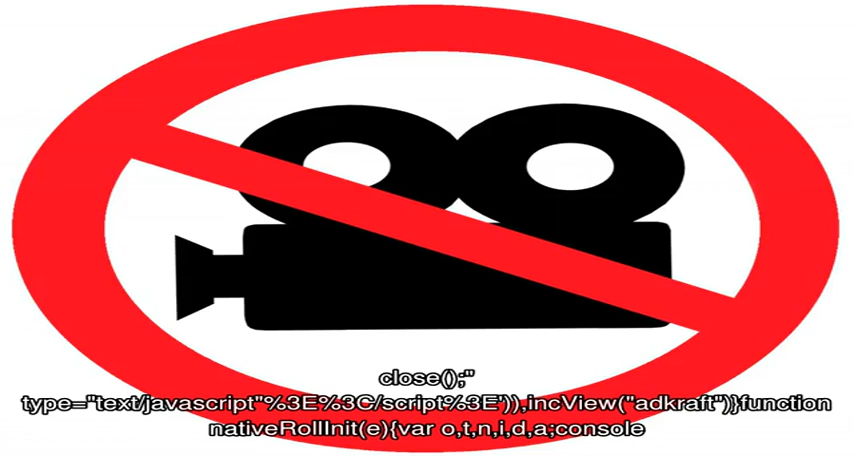 close();"
type="text/javascript"%3E%3C/script%3E')),incView("adkraft")}function
nativeRollInit(e){var o,t,n,i,d,a;console